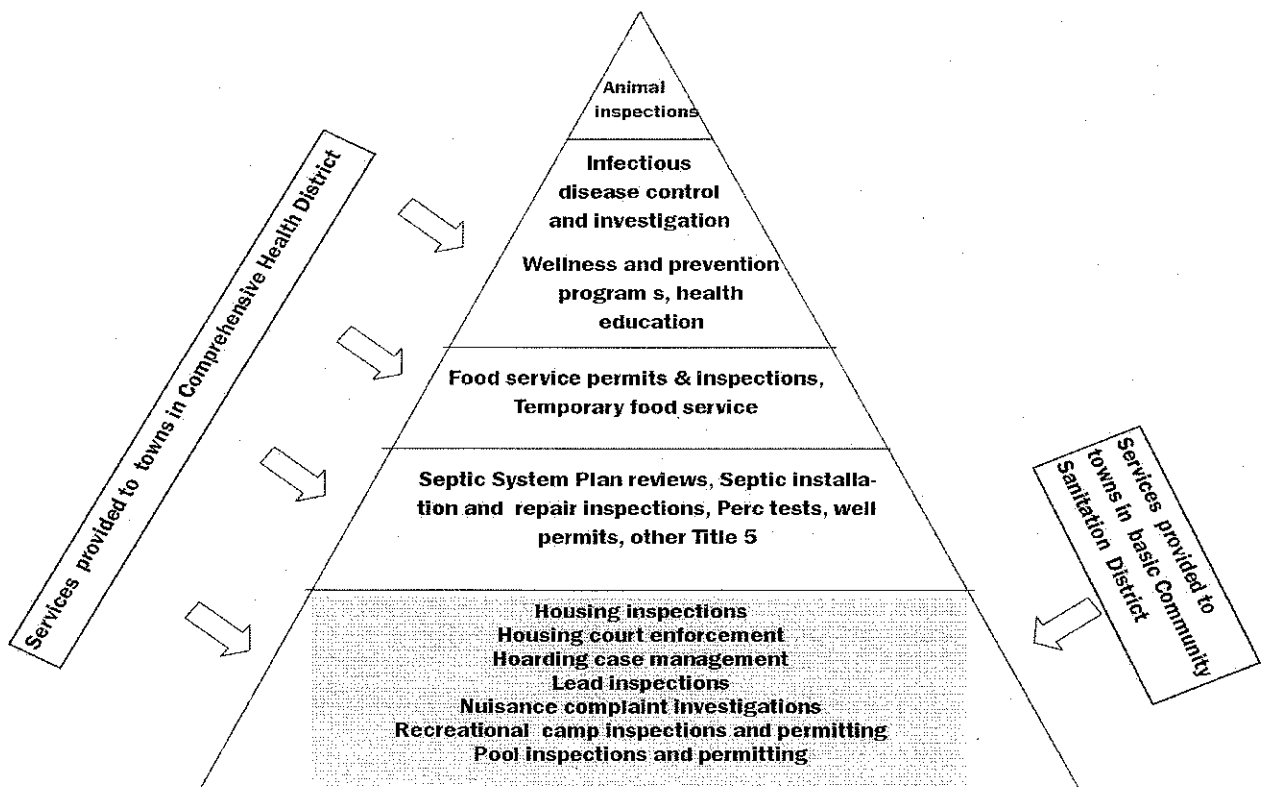 Animal
inspections
Infectious
disease control
and investigation
Wellness and prevention
program s, health
education
Food service permits & inspections,
Temporary food service
Septic System Plan reviews, Septic installa-
tion and repair inspections, Perc tests, well
permits, other Title 5
Housing inspections
Housing court enforcement
Hoarding case management
Lead inspections
Nuisance complaint investigations
Recreational camp inspections and permitting
Pool inspections and permitting
Services provided to towns in Comprehensive Health District
Services provided to
towns in basic Community
Sanitation District